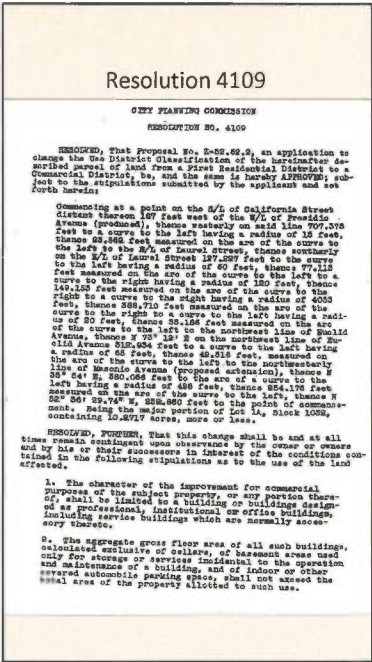 Resolution 4109
CITY PLANNING COMMISSION
RESOLUTION NO. 4109
RESOLVED, That Proposal No. Z-52.62.2, an application to
change the Use District Classification of the hereinafter de-
scribed parcel of land from a First Residential District to a
Commercial District, be, and the same is hereby APPROVED; sub-
ject to the stipulations submitted by the applicant and set
forth herein:
Commencing at a point on the S/L of California Street
distant thereon 187 feet west of the W/L of Presidio
Avenue (produced), thence westerly on said line 707.375
feet to a curve to the left having a radius of 15 feet,
thence 23.562 feet measured on the arc of the curve to
the left to the E/L of Laurel Street, thence southerly
on the E/L of Laurel Street 127.227 feet to the curve
to the left having a radius of 60 feet, thence 77.113
feet measured on the arc of the curve to the left to a
curve to the right having a radius of 120 feet, thence
149.153 feet measured on the arc of the curve to the
right to a curve to the right having a radius of 4033
feet, thence 388.710 feet measured on the arc of the
curve to the right to a curve to the left having a radi-
us of 20 feet, thence 35.186 feet measured on the arc
of the curve to the left to the northwest line of Euclid
Avenue, thence N 73° 12' E on the northwest line of Eu-
clid Avenue 312.934 feet to a curve to the left having
a radius of 65 feet, thence 42.316 feet, measured on
the arc of the curve to the left to the northwesterly
line of Masonic Avenue (proposed extension), thence N
35° 54' E, 380.066 feet to the arc of a curve to the
left having a radius of 425 feet, thence 254.176 feet
measured on the arc of the curve to the left, thence N
52° 36' 29.74" W, 252.860 feet to the point of commence-
ment. Being the major portion of Lot 1A, Block 1032,
containing 10.2717 acres, more or less.
RESOLVED, FURTHER, That this change shall be and at all
times remain contingent upon observance by the owner or owners
and by his or their successors in interest of the conditions con-
tained in the following stipulations as to the use of the land
affected.
1. The character of the improvement for commercial
purposes of the subject property, or any portion there-
of, shall be limited to a building or buildings design-
ed as professional, institutional or office buildings,
including service buildings which are normally acces-
sory thereto.
2. The aggregate gross floor area of all such buildings,
calculated exclusive of cellars, of basement areas used
only for storage or services incidental to the operation
and maintenance of a building, and of indoor or other
covered automobile parking space, shall not exceed the
total area of the property allotted to such use.